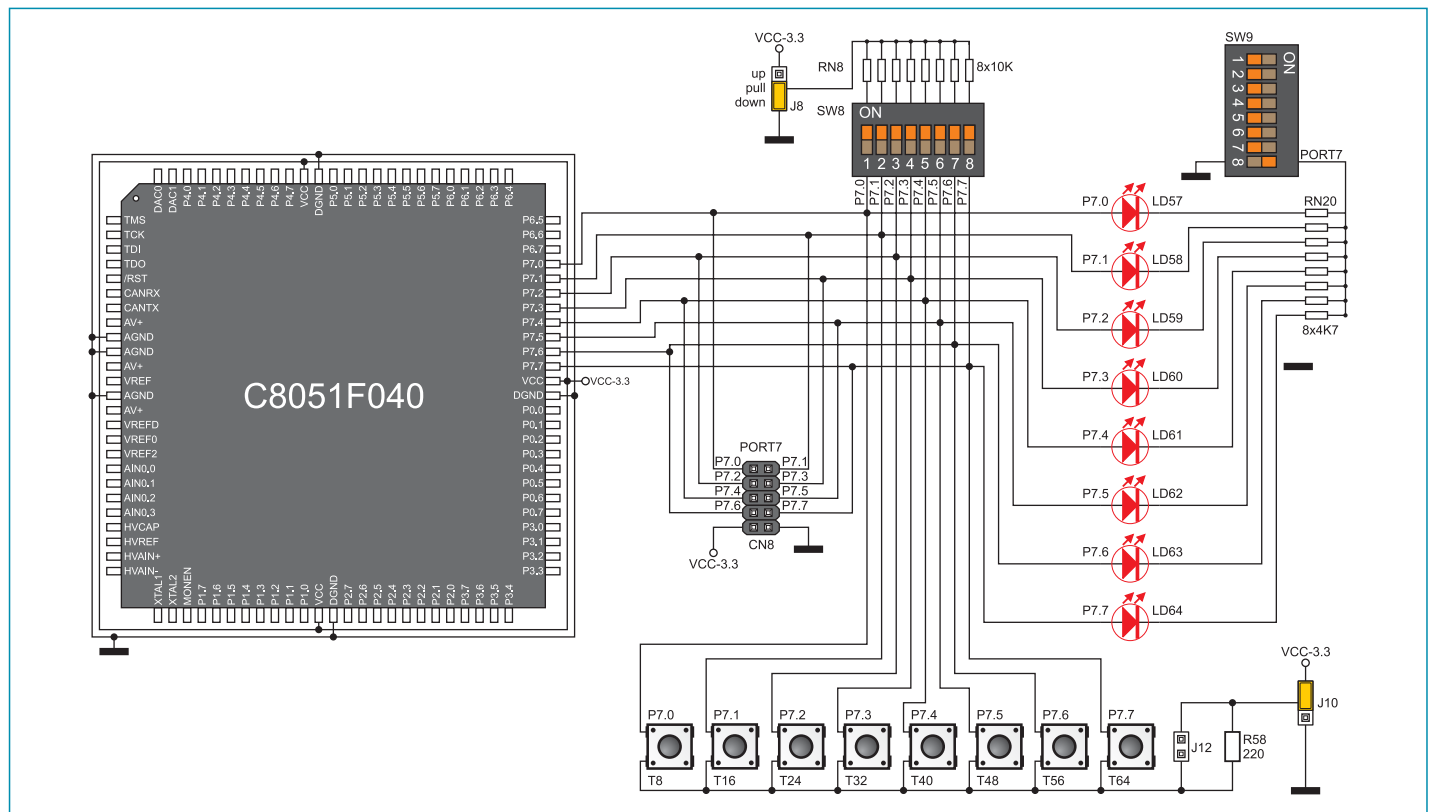 VCC-3.3
up
pull
down
J8
RN8
8x10K
SW8
ON
1 2 3 4 5 6 7 8
P7.0 P7.1 P7.2 P7.3 P7.4 P7.5 P7.6 P7.7
SW9
ON
1
2
3
4
5
6
7
8
PORT7
DAC0 DAC1 P4.0 P4.1 P4.2 P4.3 P4.4 P4.5 P4.6 P4.7 VCC DGND P5.0 P5.1 P5.2 P5.3 P5.4 P5.5 P5.6 P5.7 P6.0 P6.1 P6.2 P6.3 P6.4
TMS
TCK
TDI
TDO
/RST
CANRX
CANTX
AV+
AGND
AGND
AV+
VREF
AGND
AV+
VREFD
VREF0
VREF2
AIN0.0
AIN0.1
AIN0.2
AIN0.3
HVCAP
HVREF
HVAIN+
HVAIN-
C8051F040
P6.5
P6.6
P6.7
P7.0
P7.1
P7.2
P7.3
P7.4
P7.5
P7.6
P7.7
VCC
DGND
P0.0
P0.1
P0.2
P0.3
P0.4
P0.5
P0.6
P0.7
P3.0
P3.1
P3.2
P3.3
VCC-3.3
XTAL1 XTAL2 MONEN P1.7 P1.6 P1.5 P1.4 P1.3 P1.2 P1.1 P1.0 VCC DGND P2.7 P2.6 P2.5 P2.4 P2.3 P2.2 P2.1 P2.0 P3.7 P3.6 P3.5 P3.4
P7.0 LD57
P7.1 LD58
P7.2 LD59
P7.3 LD60
P7.4 LD61
P7.5 LD62
P7.6 LD63
P7.7 LD64
RN20
8x4K7
PORT7
P7.0 P7.1
P7.2 P7.3
P7.4 P7.5
P7.6 P7.7
CN8
VCC-3.3
P7.0 P7.1 P7.2 P7.3 P7.4 P7.5 P7.6 P7.7
T8 T16 T24 T32 T40 T48 T56 T64
J12
R58
220
VCC-3.3
J10